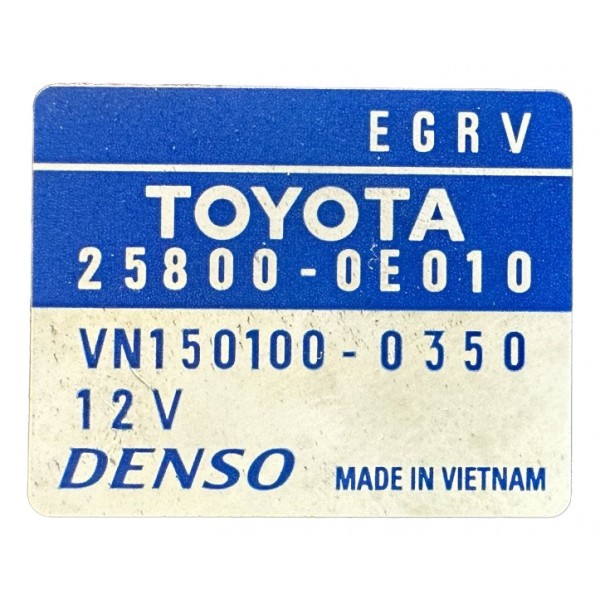 EGRV
TOYOTA
25800-0E010
VN150100-0350
12V
DENSO
MADE IN VIETNAM